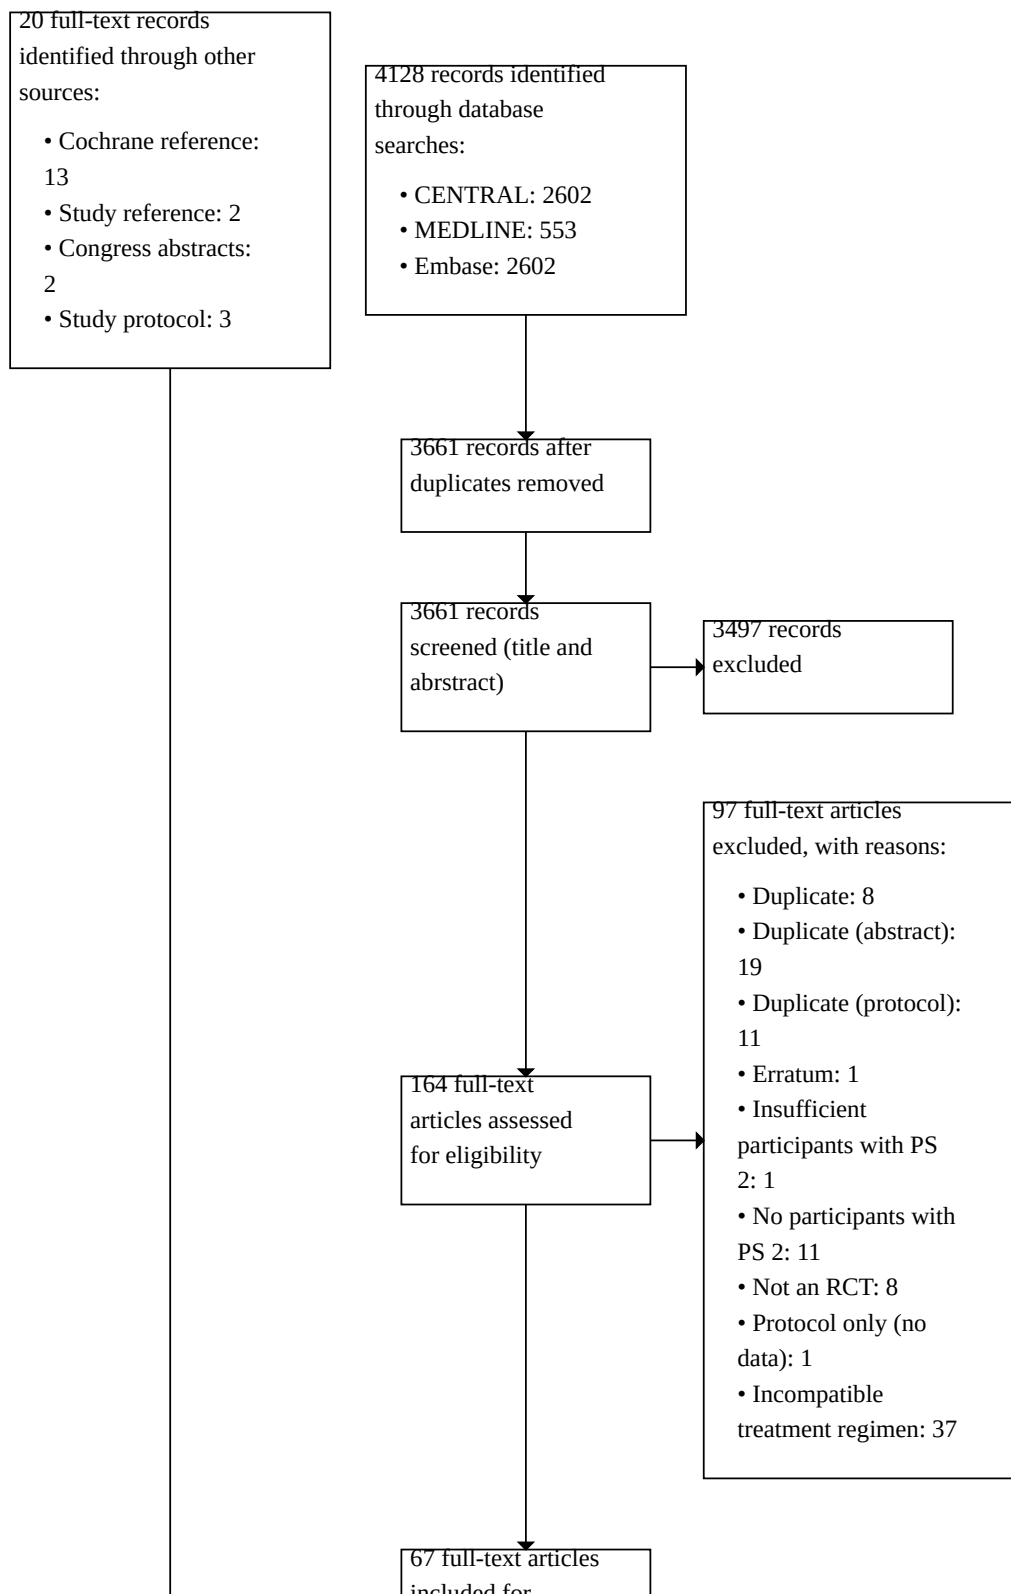 20 full-text records
identified through other
sources:
• Cochrane reference:
13
• Study reference: 2
• Congress abstracts:
2
• Study protocol: 3
4128 records identified
through database
searches:
• CENTRAL: 2602
• MEDLINE: 553
• Embase: 2602
3661 records after
duplicates removed
3661 records
screened (title and
abrstract)
3497 records
excluded
97 full-text articles
excluded, with reasons:
• Duplicate: 8
• Duplicate (abstract):
19
• Duplicate (protocol):
11
• Erratum: 1
• Insufficient
participants with PS
2: 1
• No participants with
PS 2: 11
• Not an RCT: 8
• Protocol only (no
data): 1
• Incompatible
treatment regimen: 37
164 full-text
articles assessed
for eligibility
67 full-text articles
included for